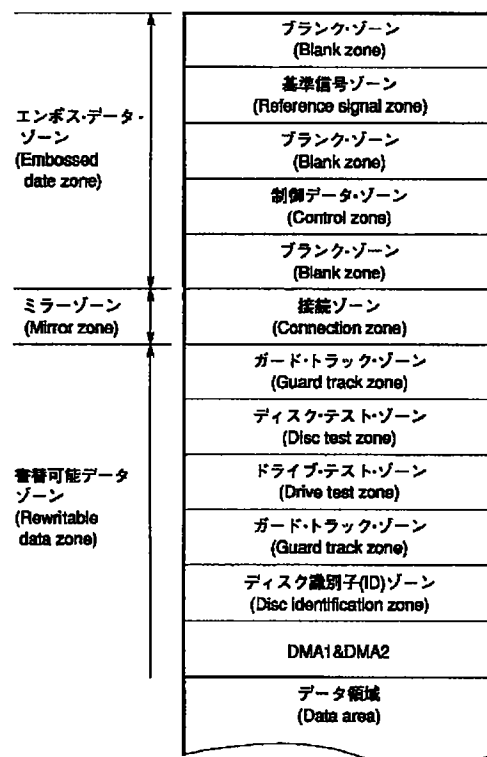 エンボス・データ・
ゾーン
(Embossed
date zone)
ミラーゾーン
(Mirror zone)
書替可能データ
ゾーン
(Rewritable
data zone)
ブランク・ゾーン
(Blank zone)
基準信号ゾーン
(Reference signal zone)
ブランク・ゾーン
(Blank zone)
制御データ・ゾーン
(Control zone)
ブランク・ゾーン
(Blank zone)
接続ゾーン
(Connection zone)
ガード・トラック・ゾーン
(Guard track zone)
ディスク・テスト・ゾーン
(Disc test zone)
ドライブ・テスト・ゾーン
(Drive test zone)
ガード・トラック・ゾーン
(Guard track zone)
ディスク識別子(ID)ゾーン
(Disc identification zone)
DMA1&DMA2
データ領域
(Data area)